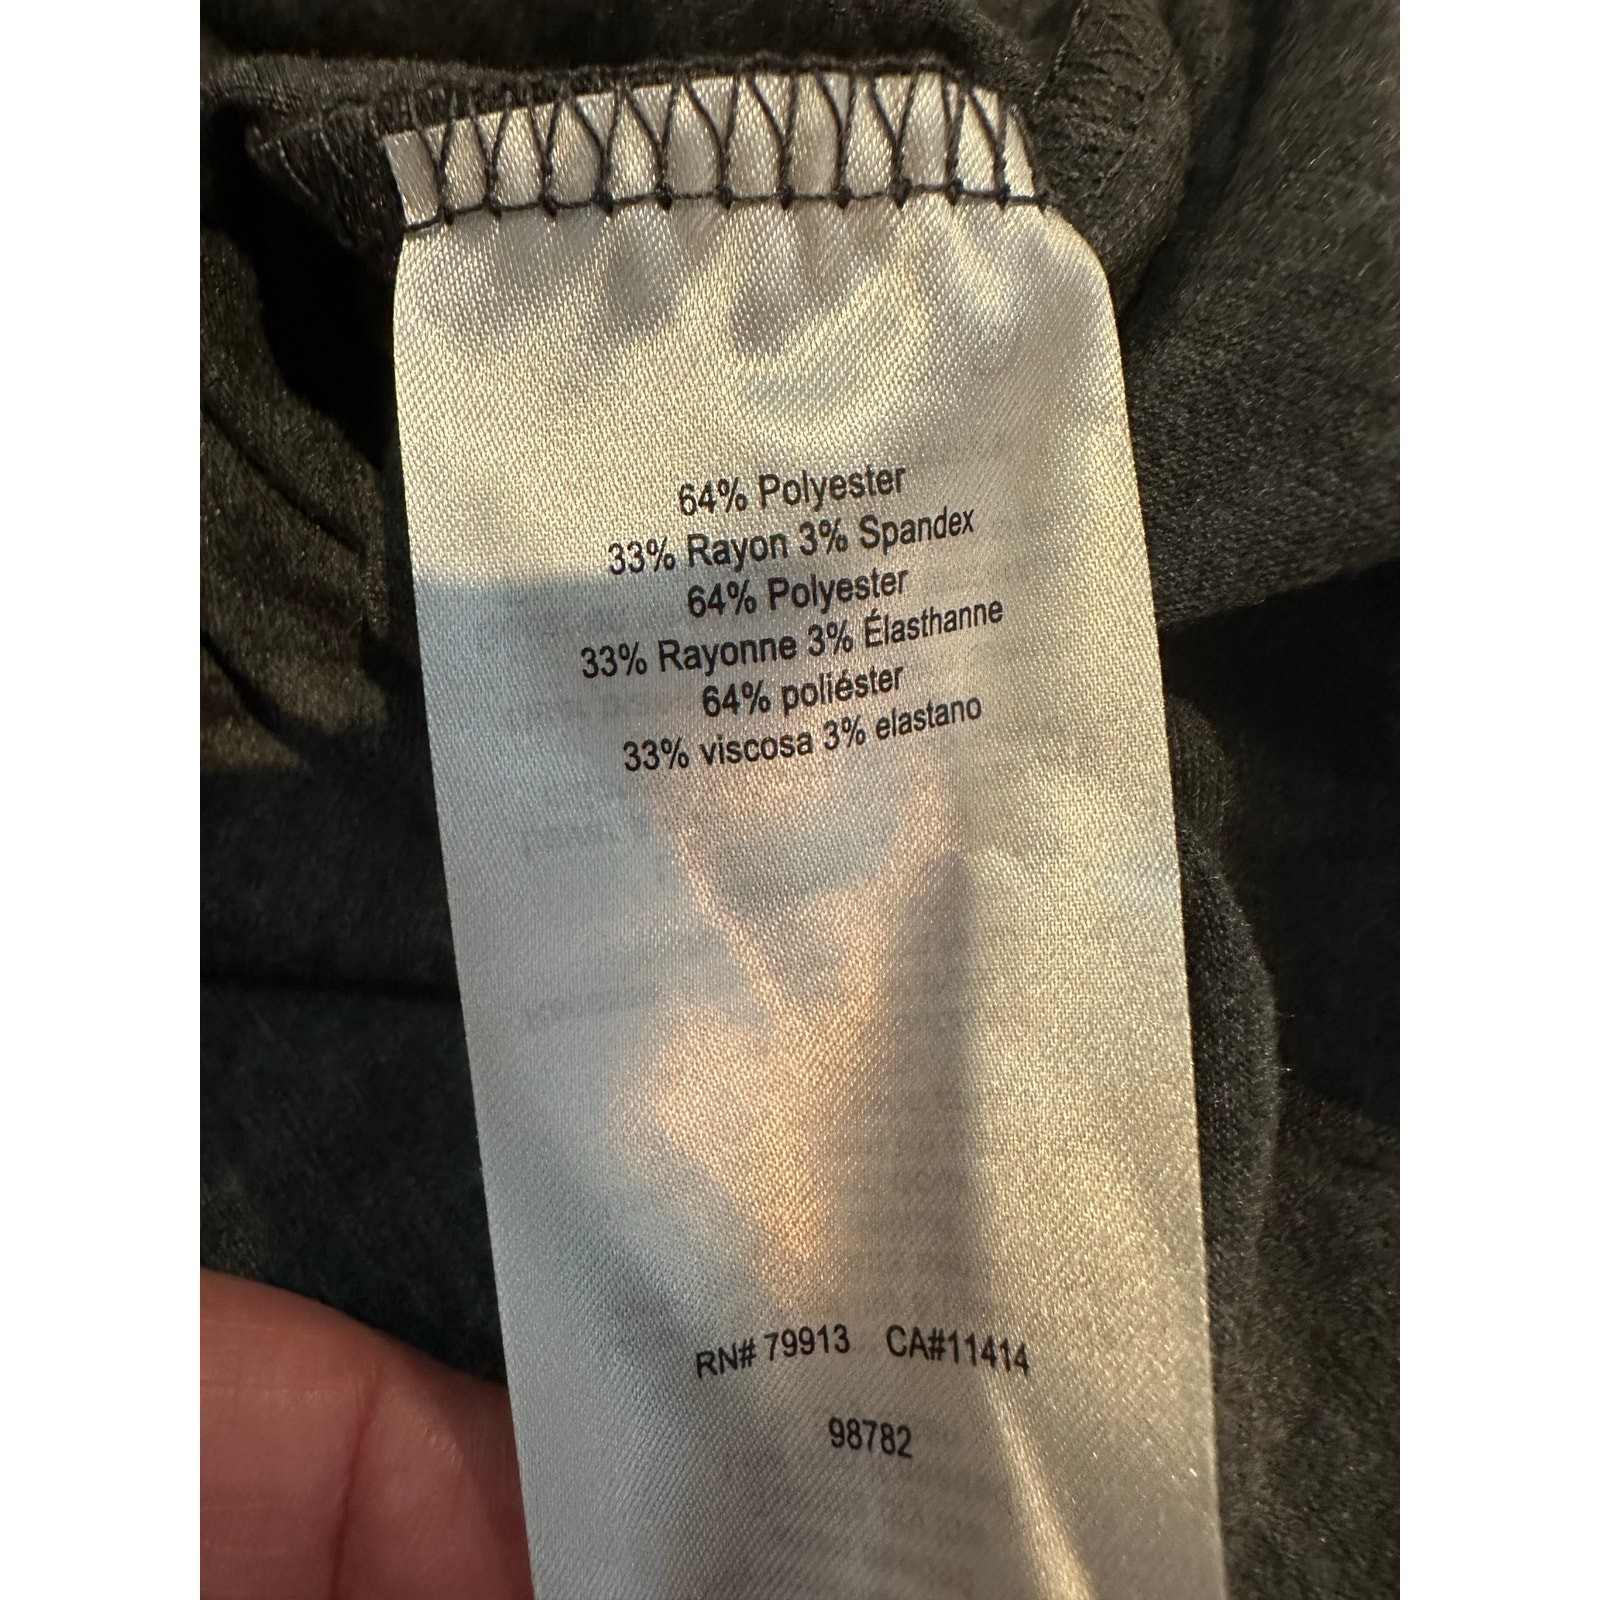 64% Polyester
33% Rayon 3% Spandex
64% Polyester
33% Rayonne 3% Élasthanne
64% poliéster
33% viscosa 3% elastano
RN# 79913 CA#11414
98782